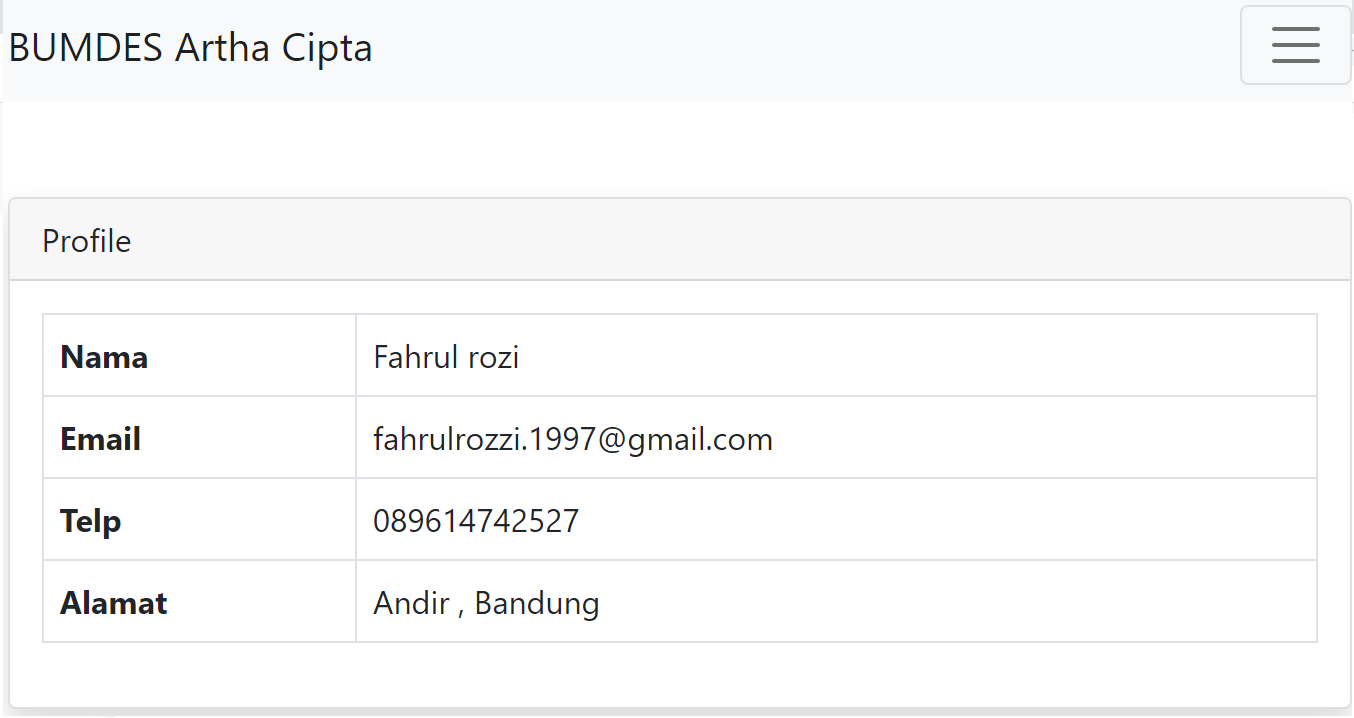 BUMDES Artha Cipta
Profile
Nama Fahrul rozi
Email fahrulrozzi.1997@gmail.com
Telp 089614742527
Alamat Andir , Bandung